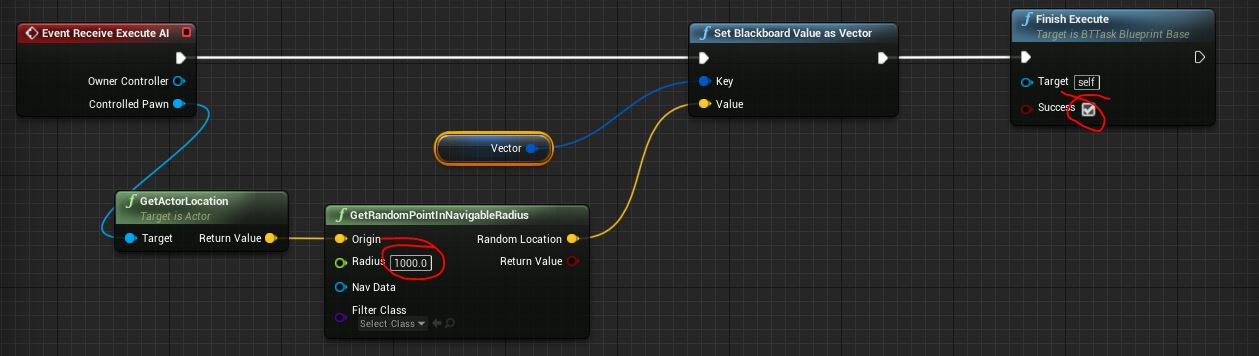 Event Receive Execute AI
Owner Controller
Controlled Pawn
Set Blackboard Value as Vector
Key
Value
Finish Execute
Target is BTTask Blueprint Base
Target self
Success
Vector
GetActorLocation
Target is Actor
Target Return Value
GetRandomPointInNavigableRadius
Origin Random Location
Radius 1000.0 Return Value
Nav Data
Filter Class
Select Class